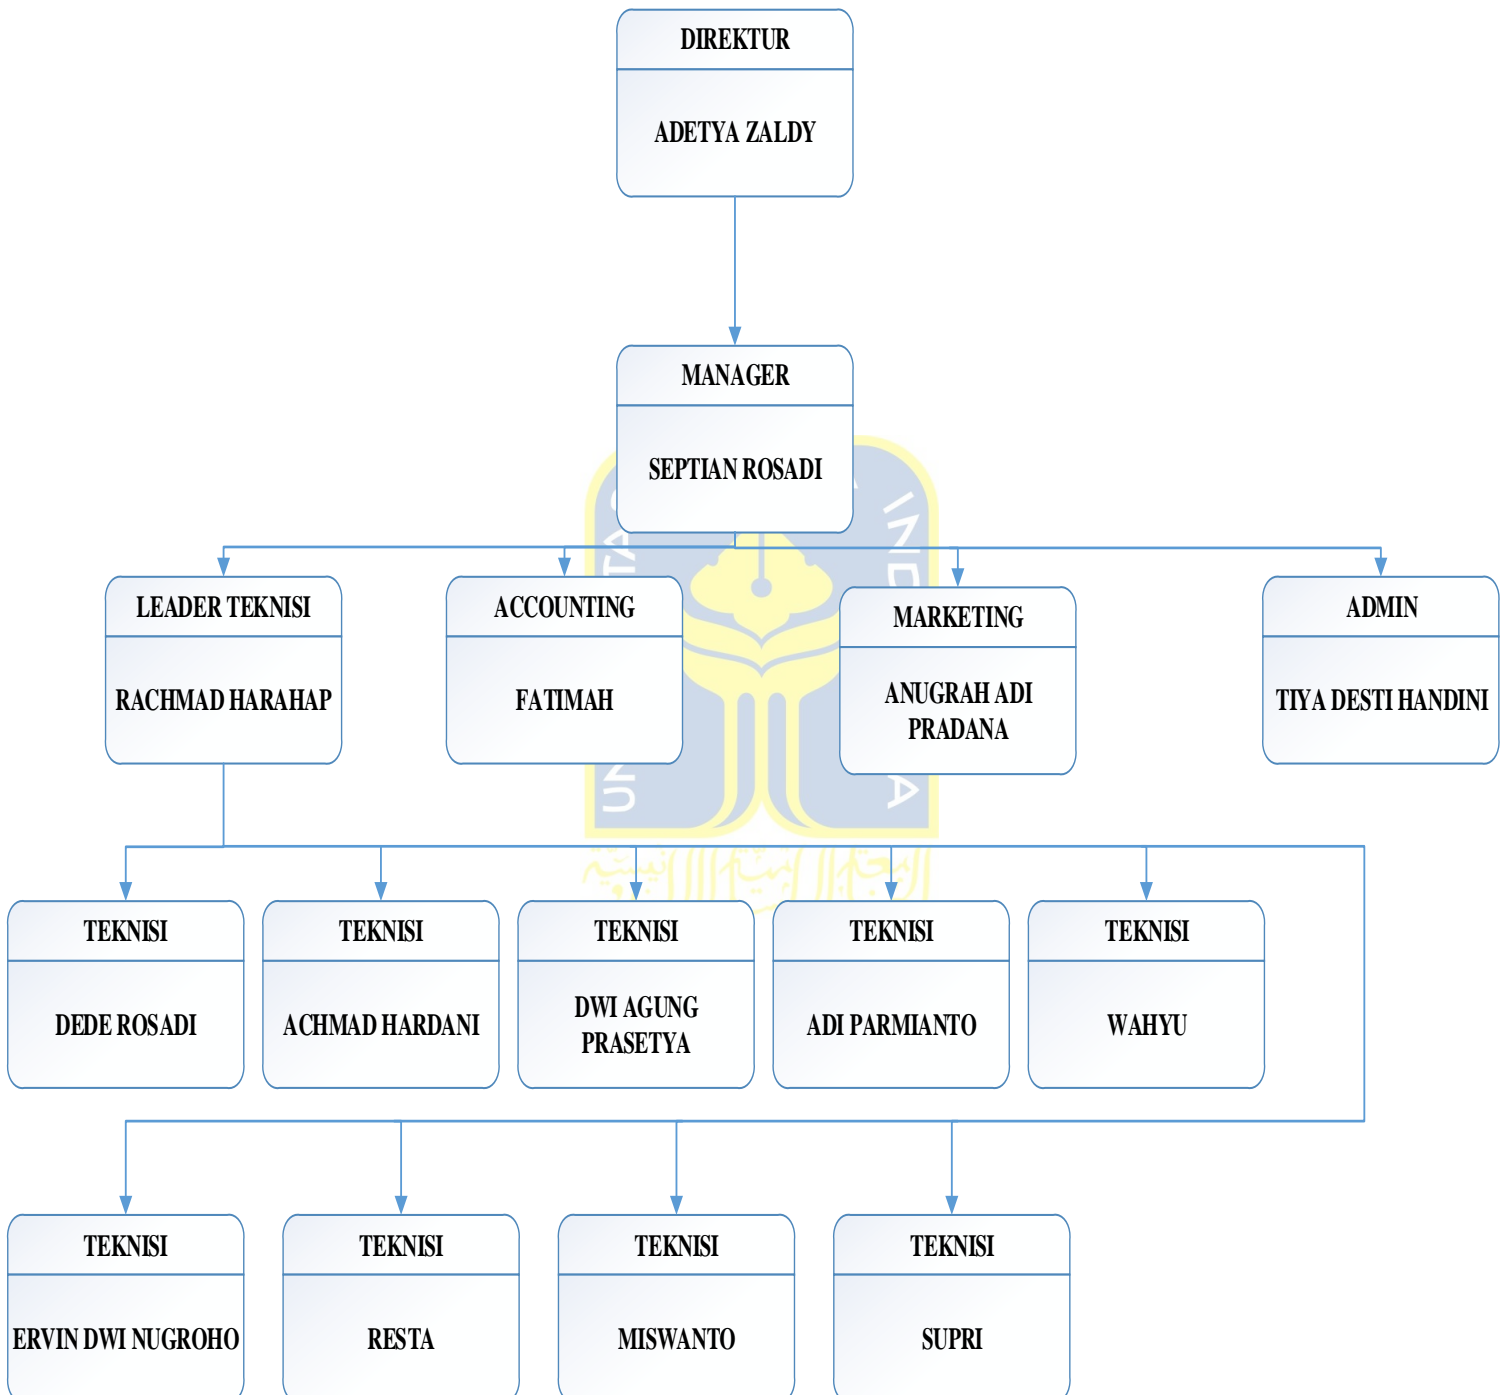 DIREKTUR
ADETYA ZALDY
MANAGER
SEPTIAN ROSADI
LEADER TEKNISI
RACHMAD HARAHAP
ACCOUNTING
FATIMAH
MARKETING
ANUGRAH ADI
PRADANA
ADMIN
TIYA DESTI HANDINI
TEKNISI
DEDE ROSADI
TEKNISI
ACHMAD HARDANI
TEKNISI
DWI AGUNG
PRASETYA
TEKNISI
ADI PARMIANTO
TEKNISI
WAHYU
TEKNISI
ERVIN DWI NUGROHO
TEKNISI
RESTA
TEKNISI
MISWANTO
TEKNISI
SUPRI